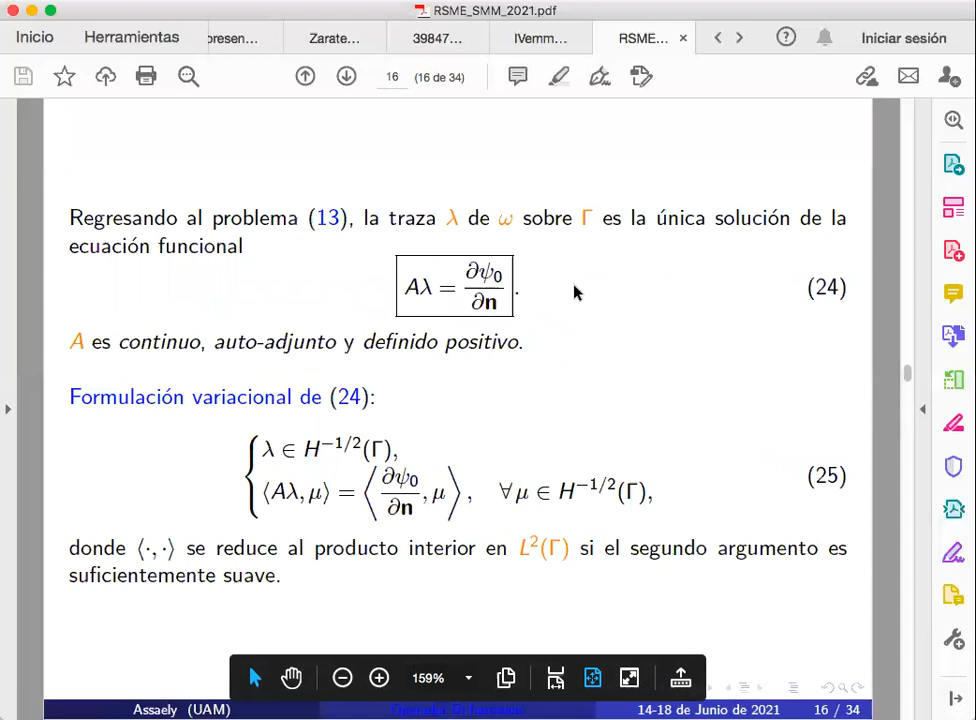 RSME_SMM_2021.pdf
Inicio Herramientas presen... Zarate... 39847... IVemm... RSME... × Iniciar sesión
16 (16 de 34)
Regresando al problema (13), la traza λ de ω sobre Γ es la única solución de la
ecuación funcional
Aλ = ∂ψ₀/∂n. (24)
A es continuo, auto-adjunto y definido positivo.
Formulación variacional de (24):
λ ∈ H^{-1/2}(Γ),
⟨Aλ, μ⟩ = ⟨∂ψ₀/∂n, μ⟩, ∀ μ ∈ H^{-1/2}(Γ), (25)
donde ⟨·, ·⟩ se reduce al producto interior en L²(Γ) si el segundo argumento es
suficientemente suave.
159%
Assaely (UAM) 14-18 de Junio de 2021 16 / 34